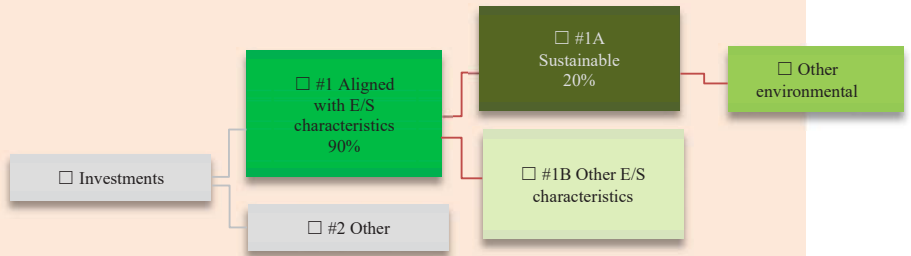 ☐ Investments
☐ #1 Aligned
with E/S
characteristics
90%
☐ #2 Other
☐ #1A
Sustainable
20%
☐ #1B Other E/S
characteristics
☐ Other
environmental